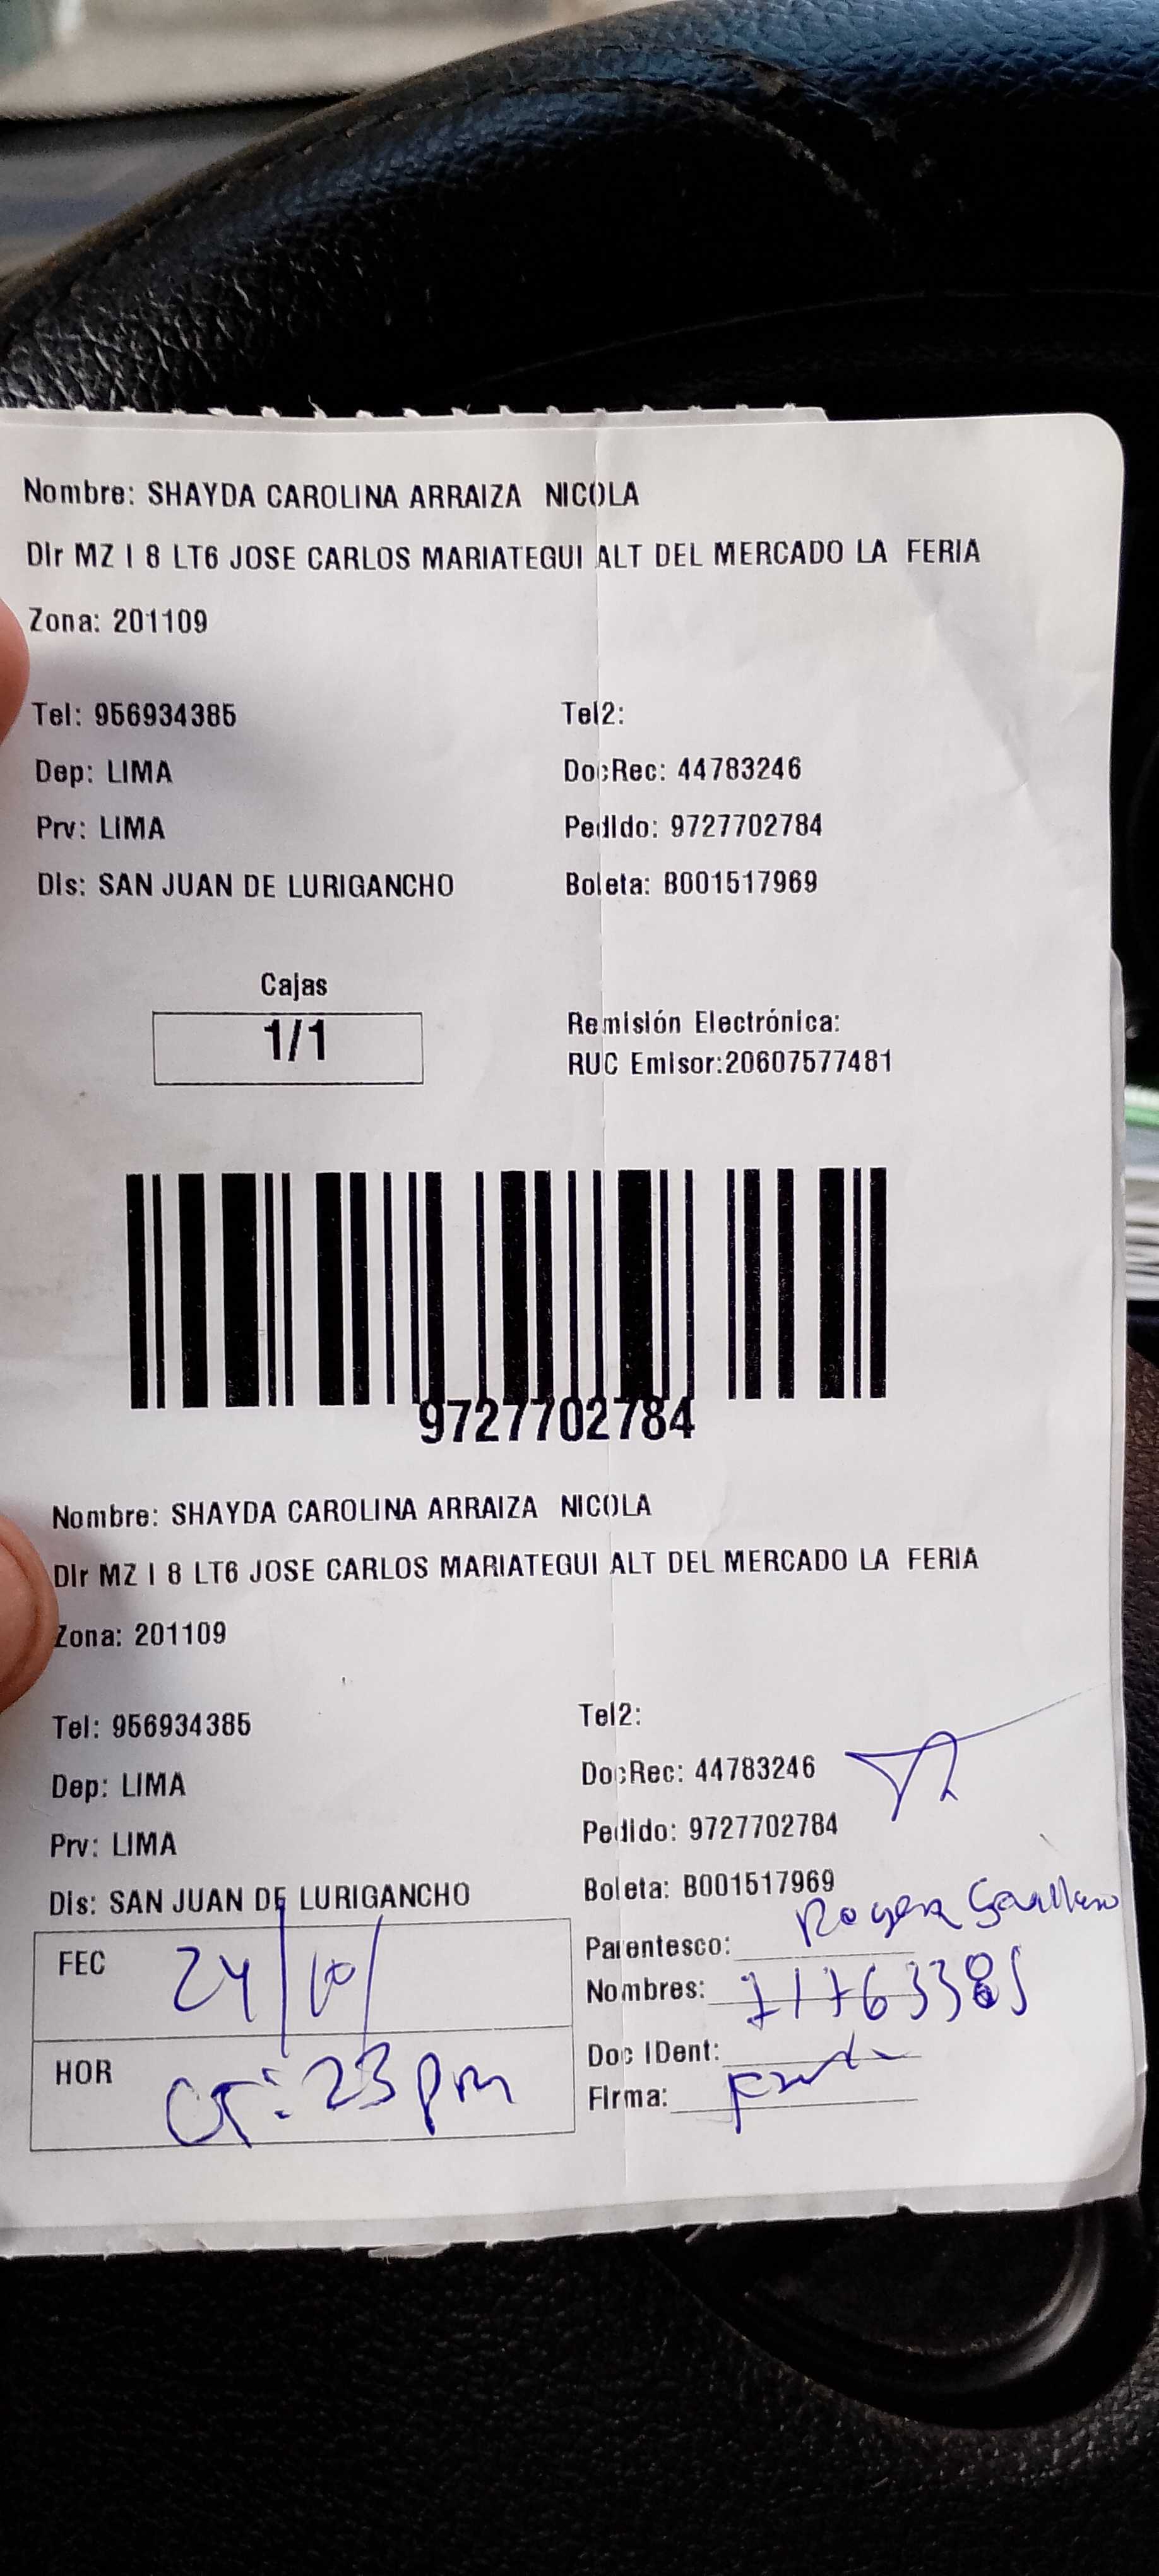 Nombre: SHAYDA CAROLINA ARRAIZA NICOLA
Dir MZ I 8 LT6 JOSE CARLOS MARIATEGUI ALT DEL MERCADO LA FERIA
Zona: 201109
Tel: 956934385 Tel2:
Dep: LIMA DocRec: 44783246
Prv: LIMA Pedido: 9727702784
Dis: SAN JUAN DE LURIGANCHO Boleta: B001517969
Cajas
1/1
Remisión Electrónica:
RUC Emisor:20607577481
9727702784
Nombre: SHAYDA CAROLINA ARRAIZA NICOLA
Dir MZ I 8 LT6 JOSE CARLOS MARIATEGUI ALT DEL MERCADO LA FERIA
Zona: 201109
Tel: 956934385 Tel2:
Dep: LIMA DocRec: 44783246
Prv: LIMA Pedido: 9727702784
Dis: SAN JUAN DE LURIGANCHO Boleta: B001517969
FEC 24/10/ Parentesco:
Nombres: 71763385
HOR :23 pm Doc IDent:
Firma: